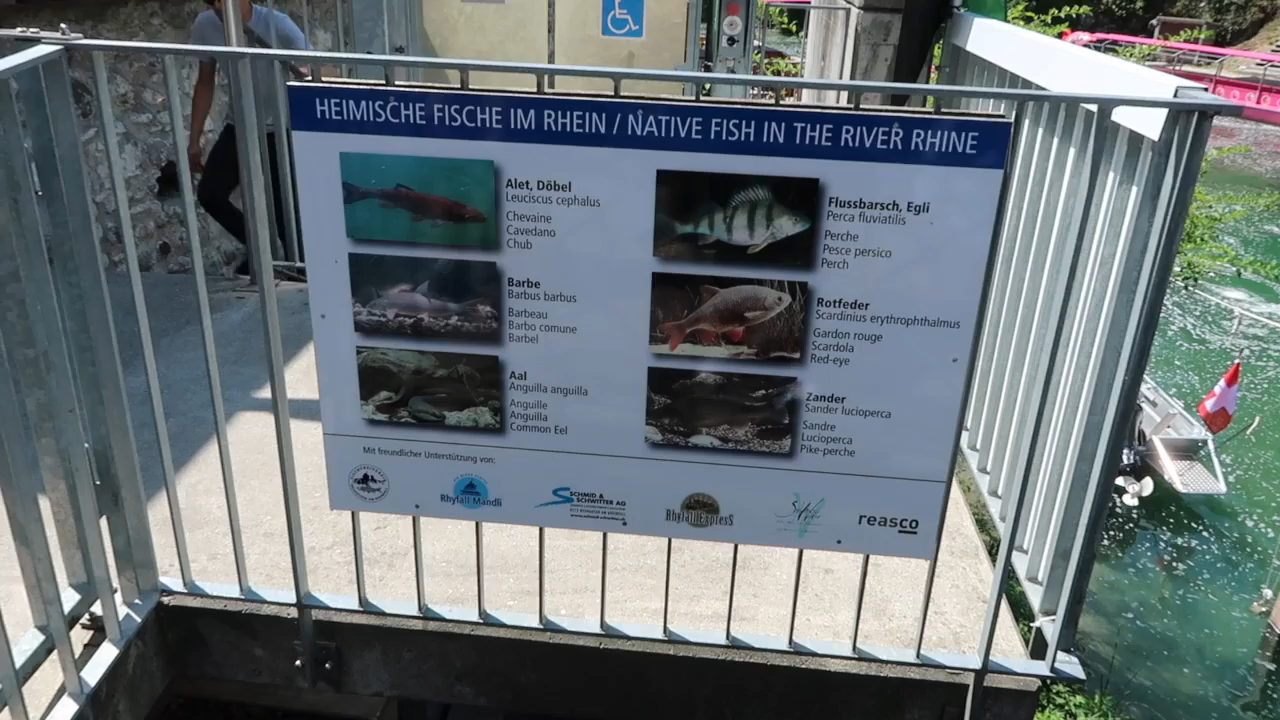 HEIMISCHE FISCHE IM RHEIN / NATIVE FISH IN THE RIVER RHINE
Alet, Döbel
Leuciscus cephalus
Chevaine
Cavedano
Chub
Barbe
Barbus barbus
Barbeau
Barbo comune
Barbel
Aal
Anguilla anguilla
Anguille
Anguilla
Common Eel
Flussbarsch, Egli
Perca fluviatilis
Perche
Pesce persico
Perch
Rotfeder
Scardinius erythrophthalmus
Gardon rouge
Scardola
Red-eye
Zander
Sander lucioperca
Sandre
Lucioperca
Pike-perche
Mit freundlicher Unterstützung von:
Rhyfall Mändli
SCHMID &
SCHWITTER AG
RhyfallExpress
reasco